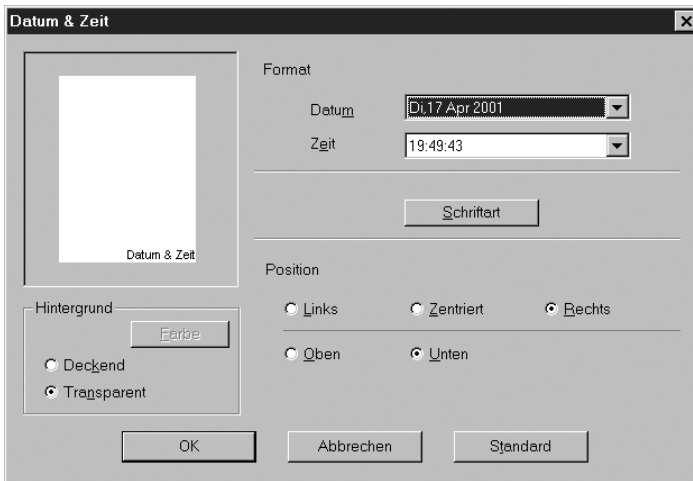 Datum & Zeit
Format
Datum
Di,17 Apr 2001
Zeit
19:49:43
Schriftart
Datum & Zeit
Position
Links
Zentriert
Rechts
Oben
Unten
Hintergrund
Farbe
Deckend
Transparent
OK
Abbrechen
Standard